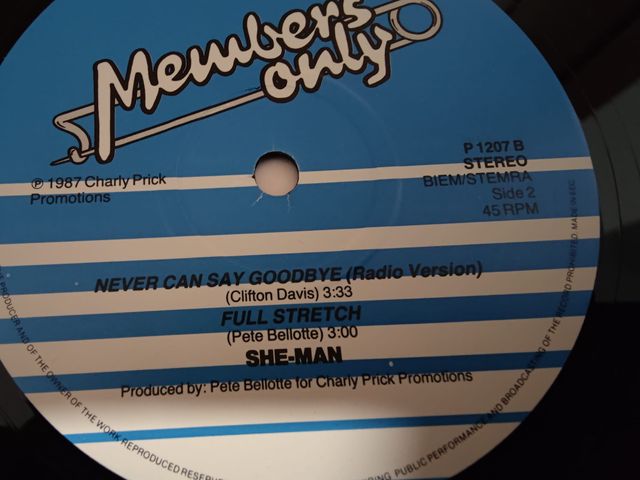 Members
only
P 1207 B
STEREO
BIEM/STEMRA
Side 2
45 RPM
℗ 1987 Charly Prick
Promotions
NEVER CAN SAY GOODBYE (Radio Version)
(Clifton Davis) 3:33
FULL STRETCH
(Pete Bellotte) 3:00
SHE-MAN
Produced by: Pete Bellotte for Charly Prick Promotions
PRODUCER AND OF THE OWNER OF THE WORK REPRODUCED RESERVED
PUBLIC PERFORMANCE AND BROADCASTING OF THE RECORD PROHIBITED. MADE IN EEC